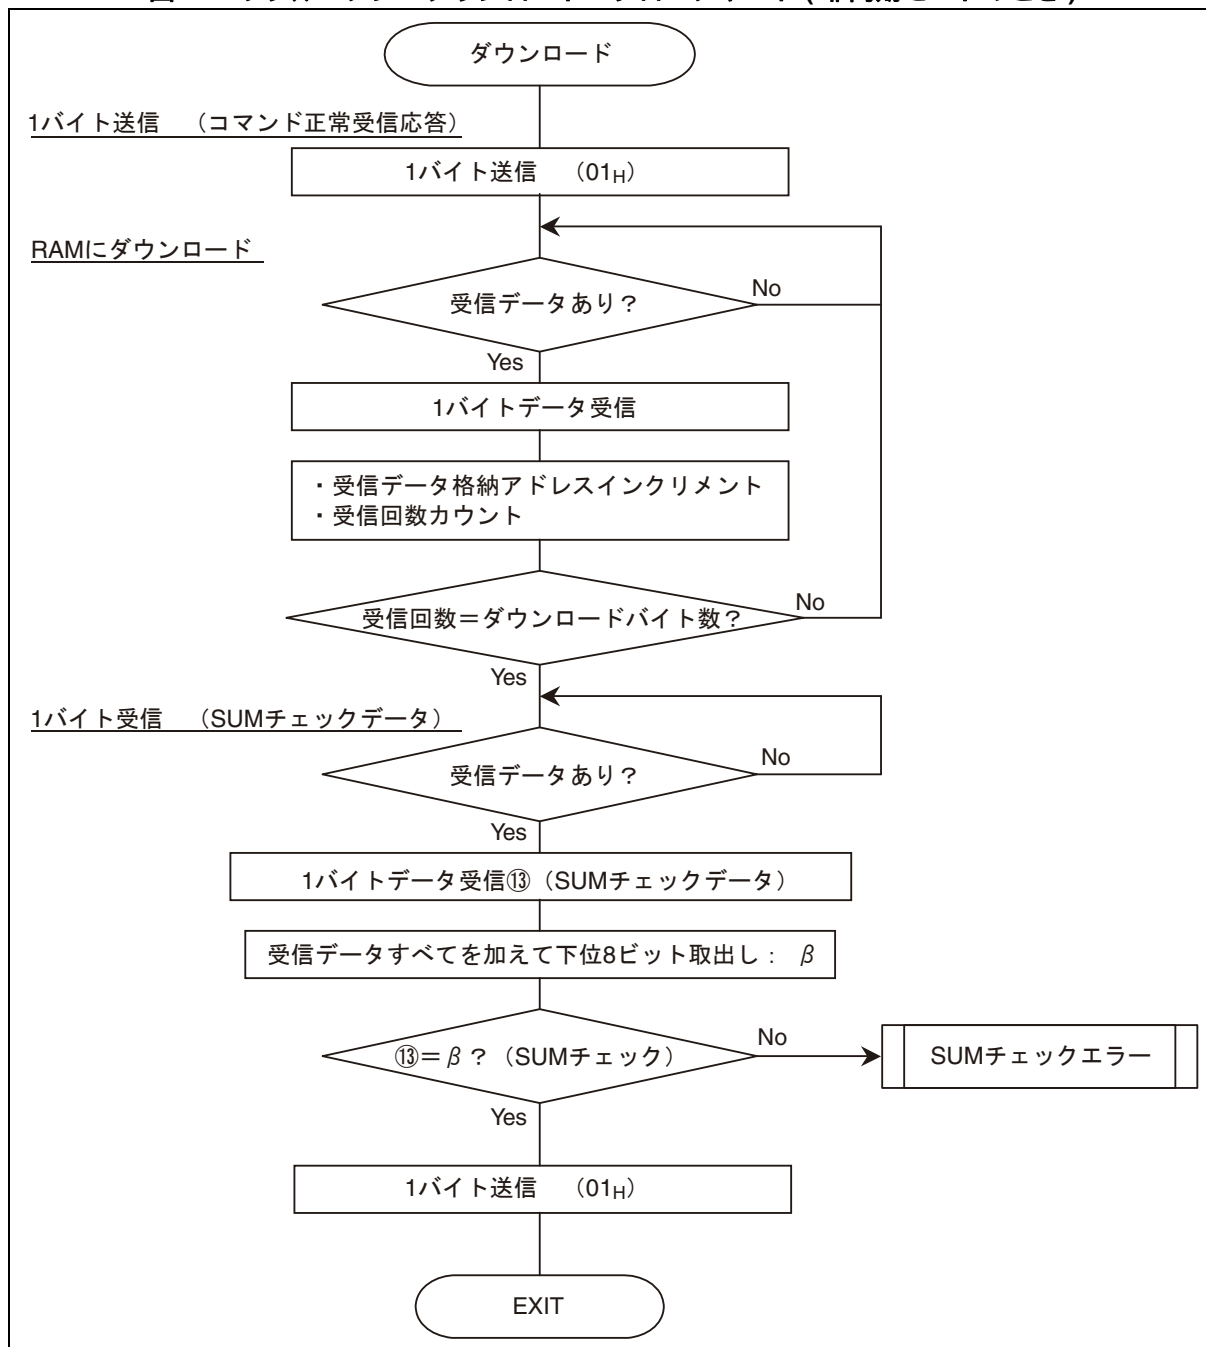 ダウンロード
1バイト送信 （コマンド正常受信応答）
1バイト送信 （01H）
RAMにダウンロード
受信データあり？
No
Yes
1バイトデータ受信
・受信データ格納アドレスインクリメント
・受信回数カウント
受信回数＝ダウンロードバイト数？
No
Yes
1バイト受信 （SUMチェックデータ）
受信データあり？
No
Yes
1バイトデータ受信⑬（SUMチェックデータ）
受信データすべてを加えて下位8ビット取出し： β
⑬＝β？（SUMチェック）
No
SUMチェックエラー
Yes
1バイト送信 （01H）
EXIT